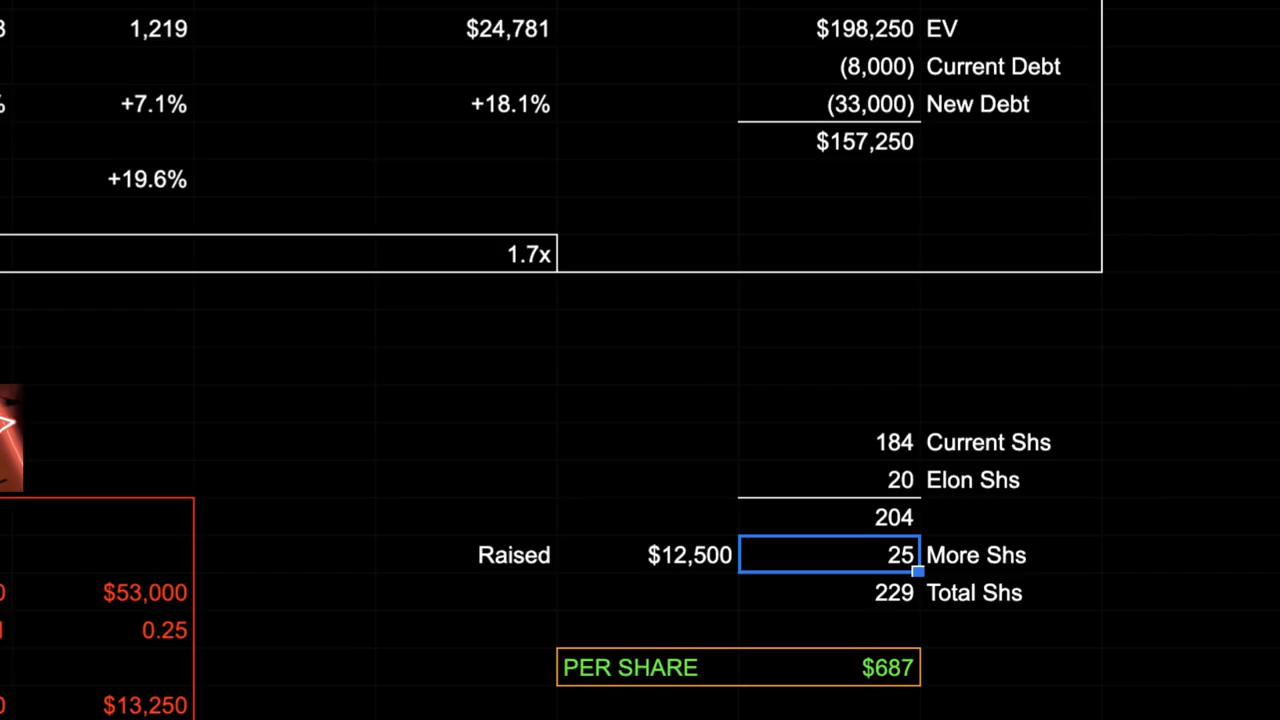 1,219 $24,781 $198,250 EV
(8,000) Current Debt
+7.1% +18.1% (33,000) New Debt
$157,250
+19.6%
1.7x
184 Current Shs
20 Elon Shs
204
Raised $12,500 25 More Shs
$53,000 229 Total Shs
0.25
PER SHARE $687
$13,250